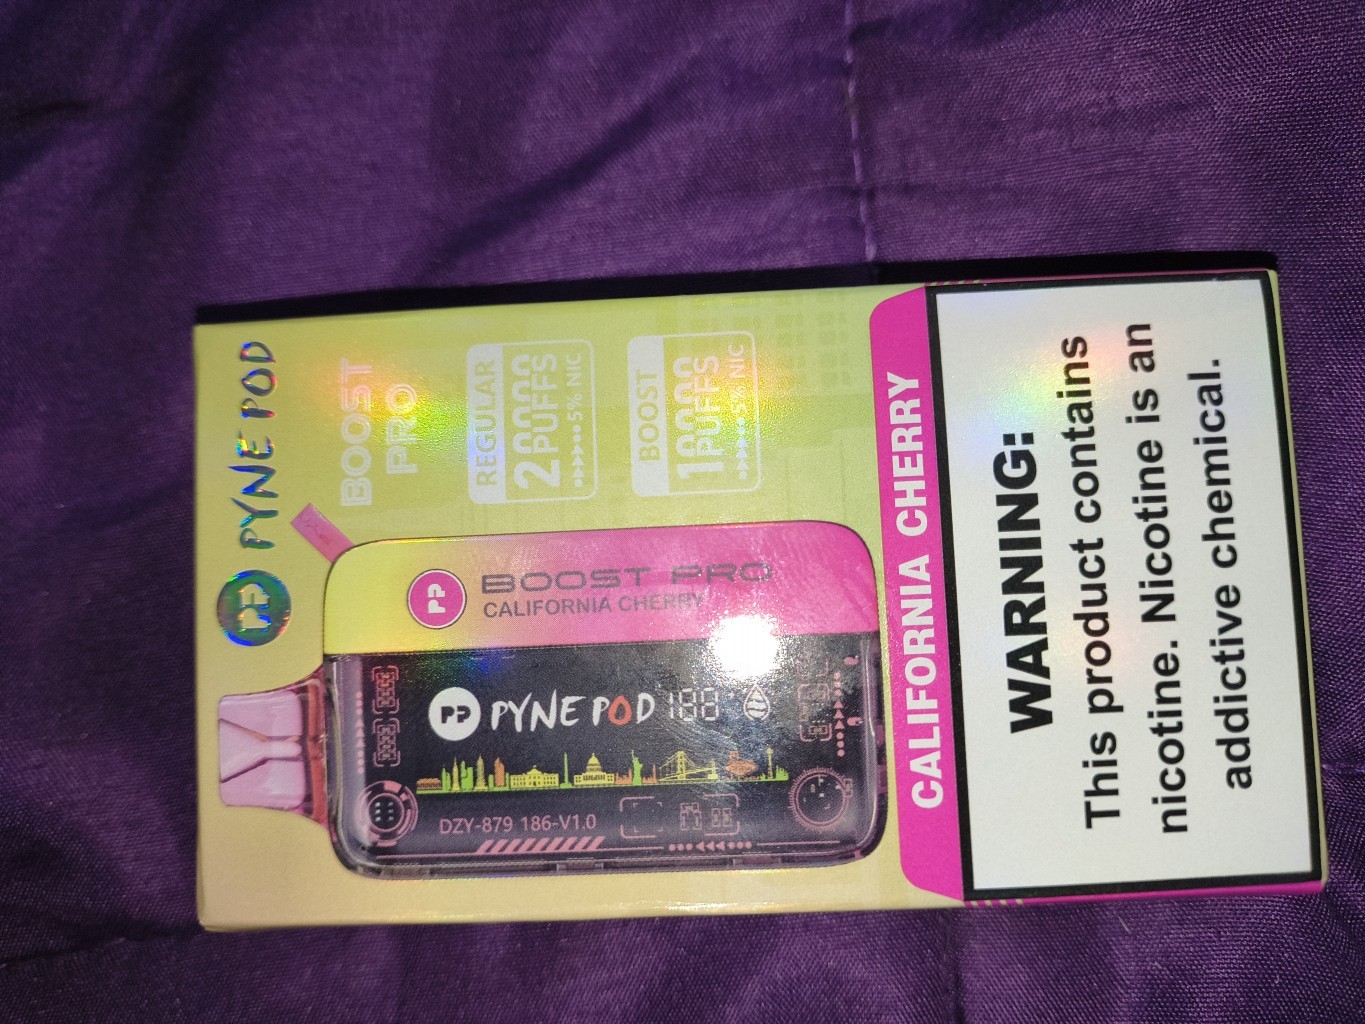 PYNE POD
BOOST
PRO
REGULAR
20000
PUFFS
5% NIC
BOOST
10000
PUFFS
5% NIC
BOOST PRO
CALIFORNIA CHERRY
PYNE POD 188
DZY-879 186-V1.0
CALIFORNIA CHERRY
WARNING:
This product contains
nicotine. Nicotine is an
addictive chemical.